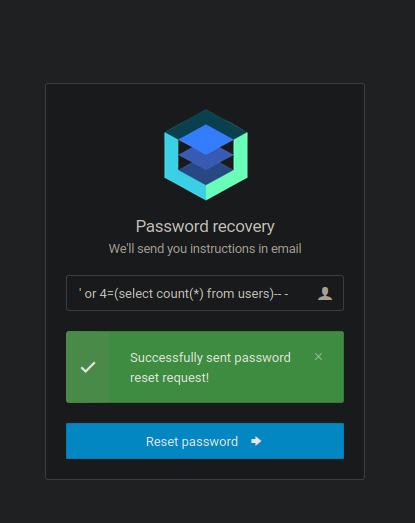 Password recovery
We'll send you instructions in email
' or 4=(select count(*) from users)-- -
Successfully sent password
reset request!
×
Reset password